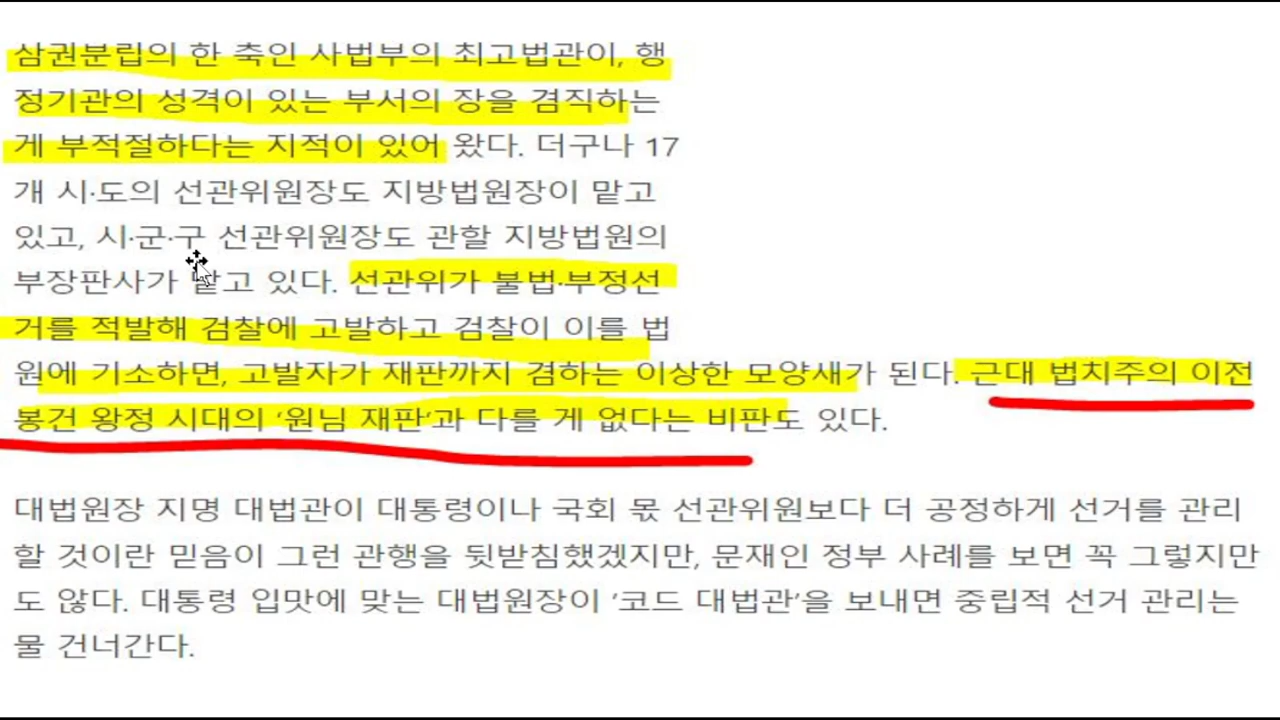 삼권분립의 한 축인 사법부의 최고법관이, 행
정기관의 성격이 있는 부서의 장을 겸직하는
게 부적절하다는 지적이 있어 왔다. 더구나 17
개 시·도의 선관위원장도 지방법원장이 맡고
있고, 시·군·구 선관위원장도 관할 지방법원의
부장판사가 맡고 있다. 선관위가 불법·부정선
거를 적발해 검찰에 고발하고 검찰이 이를 법
원에 기소하면, 고발자가 재판까지 겸하는 이상한 모양새가 된다. 근대 법치주의 이전
봉건 왕정 시대의 '원님 재판'과 다를 게 없다는 비판도 있다.
대법원장 지명 대법관이 대통령이나 국회 몫 선관위원보다 더 공정하게 선거를 관리
할 것이란 믿음이 그런 관행을 뒷받침했겠지만, 문재인 정부 사례를 보면 꼭 그렇지만
도 않다. 대통령 입맛에 맞는 대법원장이 '코드 대법관'을 보내면 중립적 선거 관리는
물 건너간다.